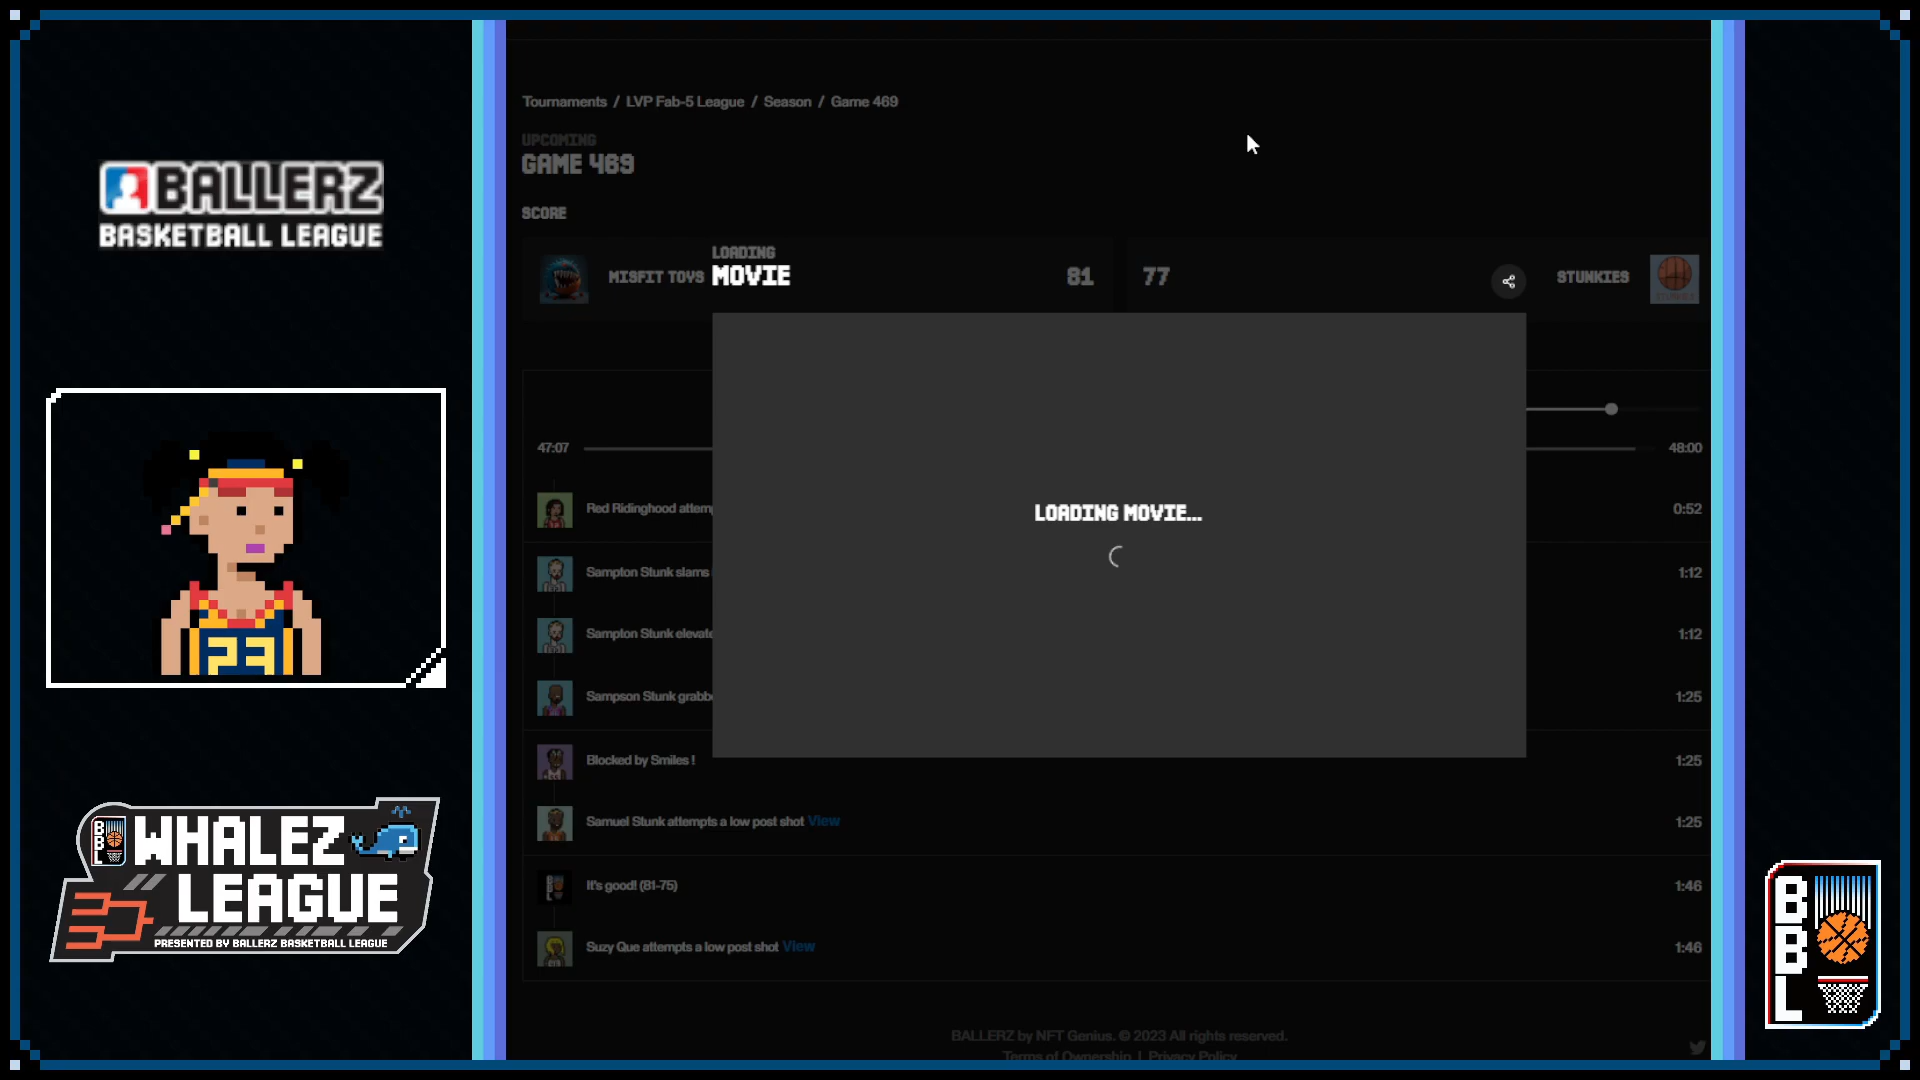 BALLERZ
BASKETBALL LEAGUE
23
BBL
WHALEZ
LEAGUE
PRESENTED BY BALLERZ BASKETBALL LEAGUE
Tournaments / LVP Fab-5 League / Season / Game 469
UPCOMING
GAME 469
SCORE
MISFIT TOYS
LOADING
MOVIE
81
77
STUNKIES
47:07
48:00
LOADING MOVIE...
Red Ridinghood attem
0:52
Sampton Stunk slams
1:12
Sampton Stunk elevate
1:12
Sampson Stunk grabb
1:25
Blocked by Smiles !
1:25
Samuel Stunk attempts a low post shot View
1:25
It's good! (81-75)
1:46
Suzy Que attempts a low post shot View
1:46
BALLERZ by NFT Genius. © 2023 All rights reserved.
Terms of Ownership | Privacy Policy
BBL